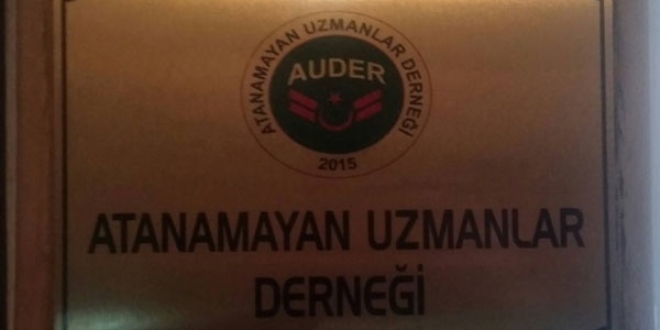 ATANAMAYAN UZMANLAR DERNEĞİ
AUDER
2015
ATANAMAYAN UZMANLAR
DERNEĞİ